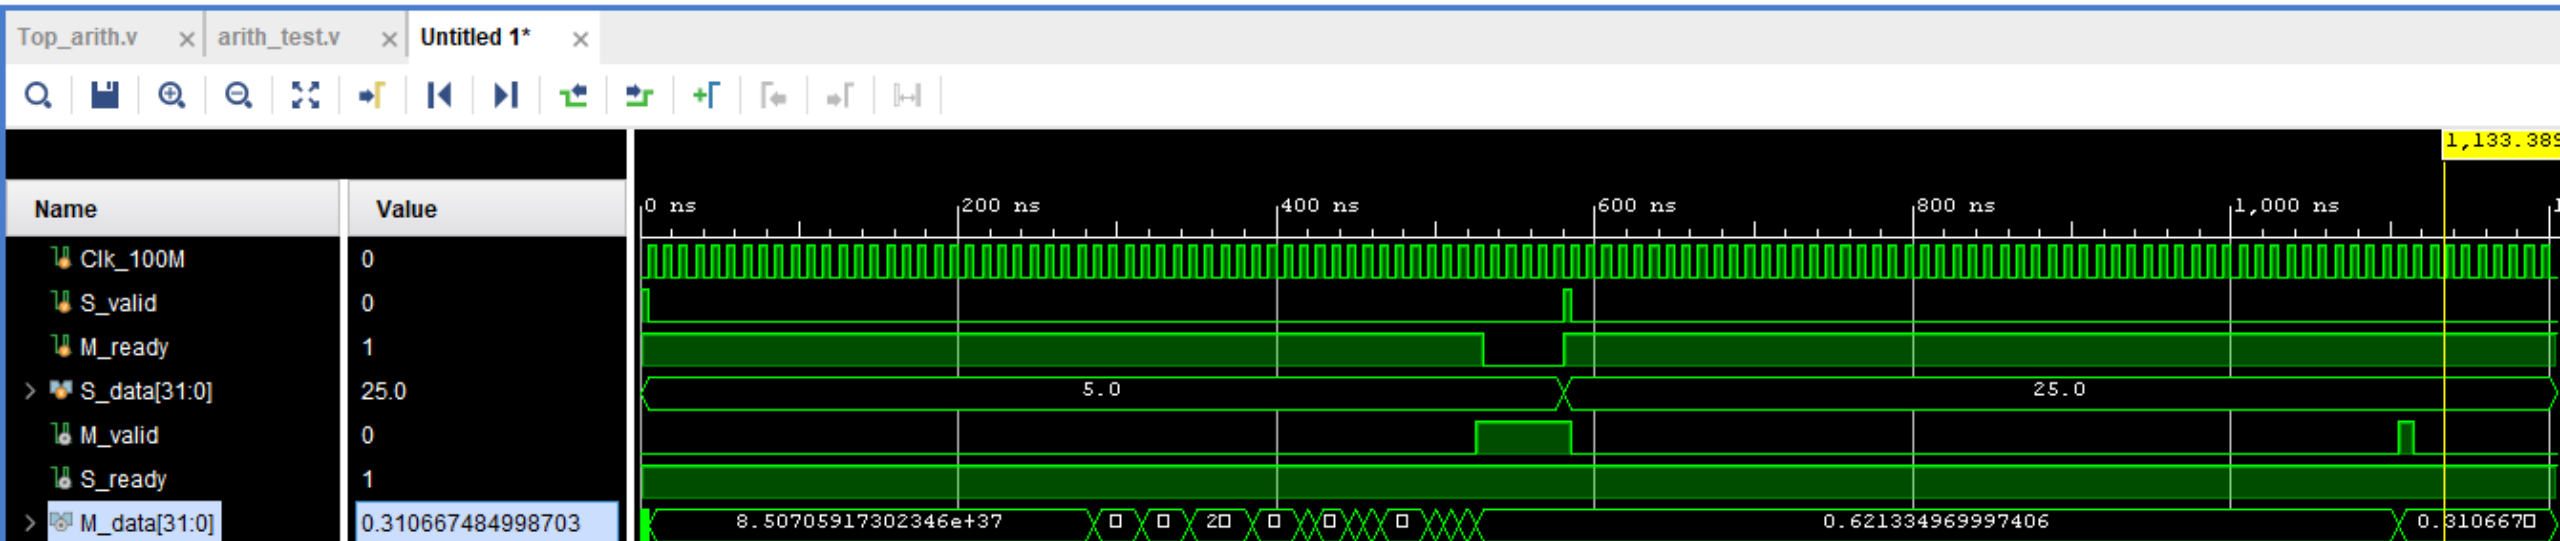 Top_arith.v arith_test.v Untitled 1*
1,133.389
Name Value
0 ns 200 ns 400 ns 600 ns 800 ns 1,000 ns
Clk_100M 0
S_valid 0
M_ready 1
S_data[31:0] 25.0 5.0 25.0
M_valid 0
S_ready 1
M_data[31:0] 0.310667484998703 8.50705917302346e+37 2 0.621334969997406 0.310667